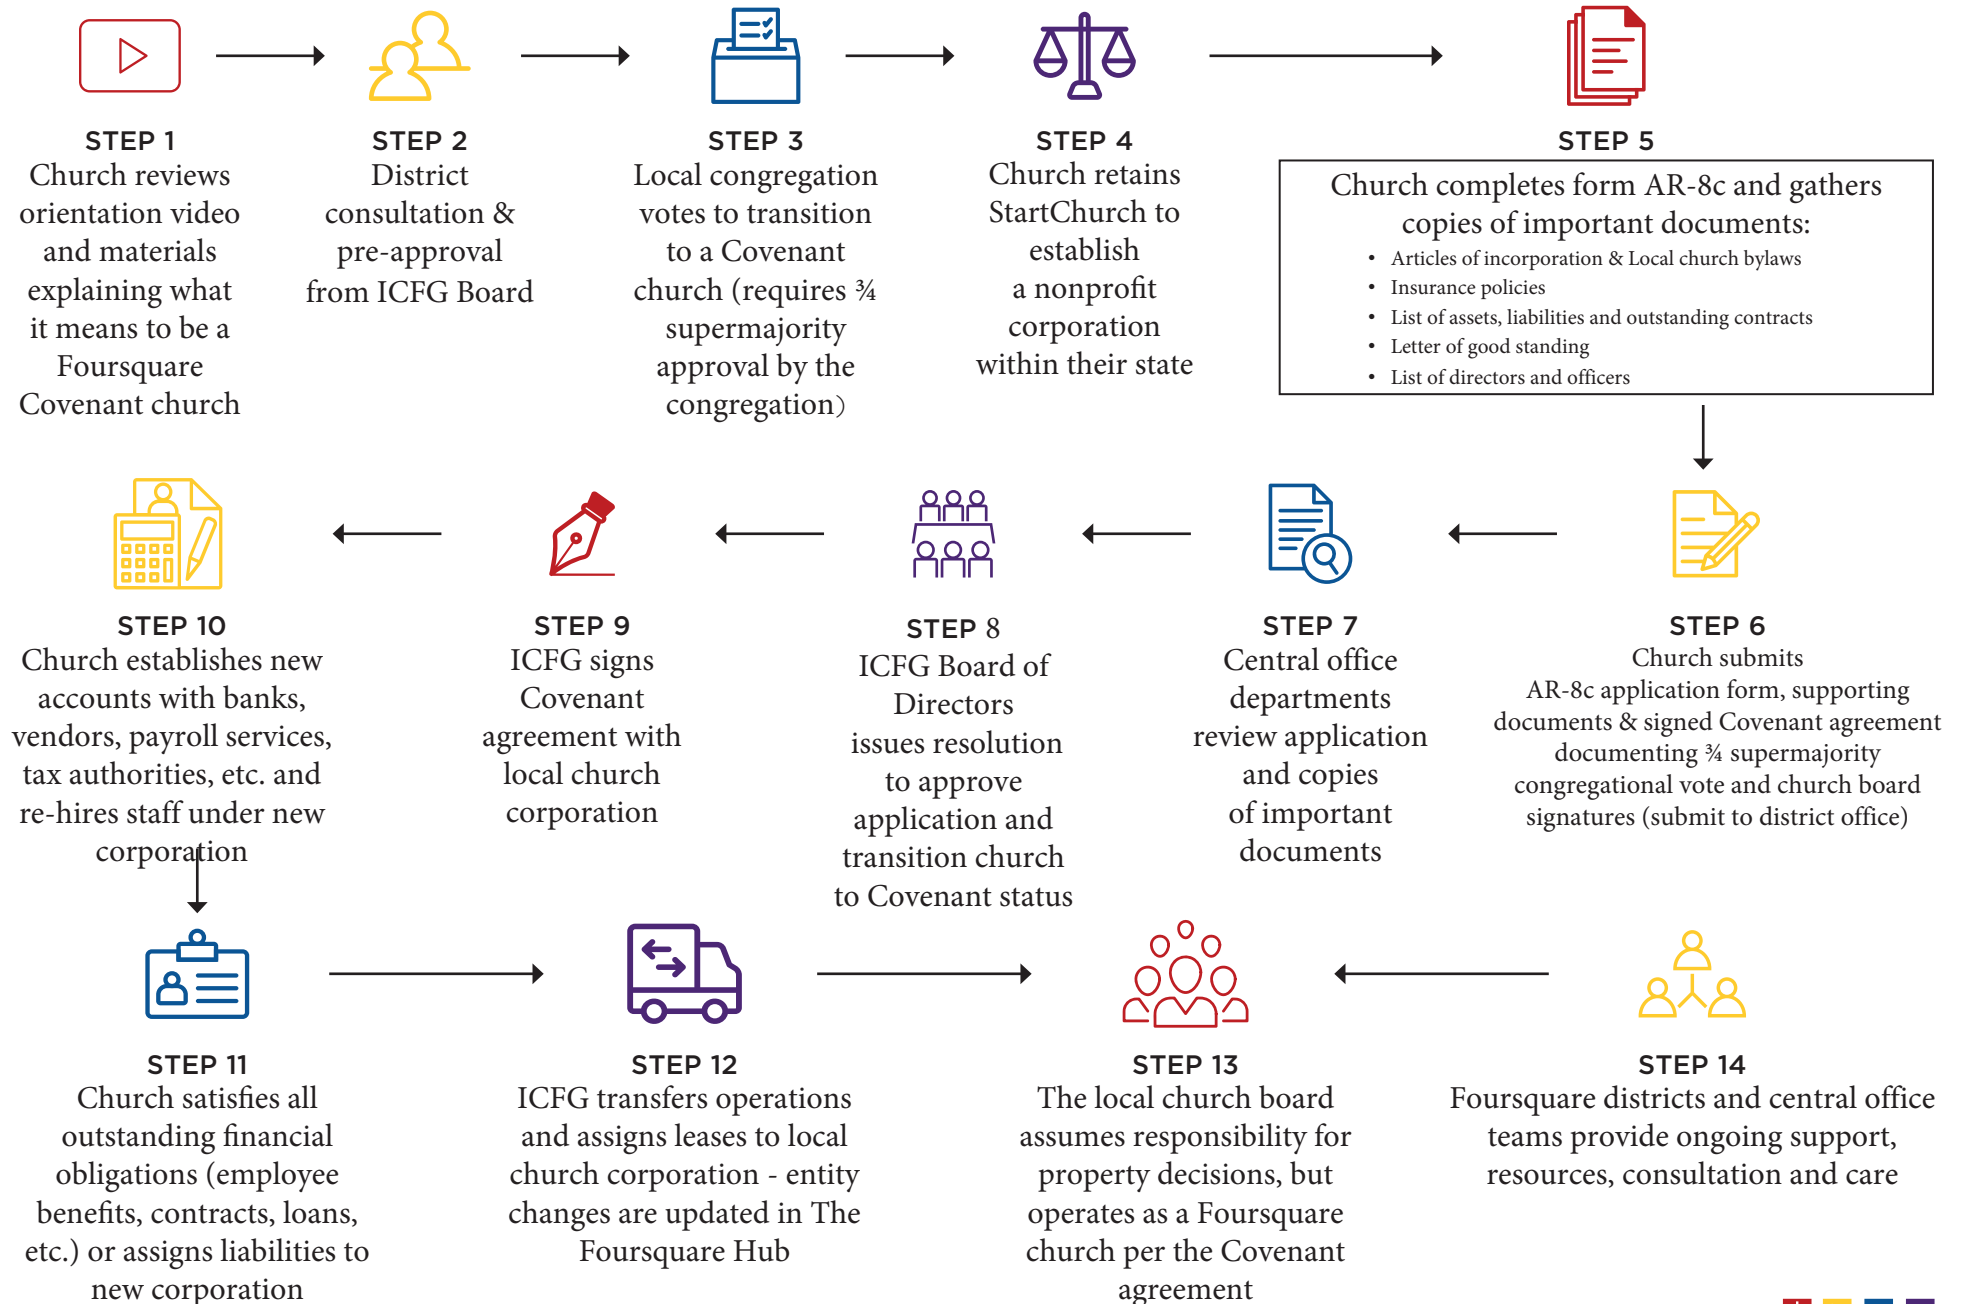 STEP 1
Church reviews
orientation video
and materials
explaining what
it means to be a
Foursquare
Covenant church
STEP 2
District
consultation &
pre-approval
from ICFG Board
STEP 3
Local congregation
votes to transition
to a Covenant
church (requires ¾
supermajority
approval by the
congregation)
STEP 4
Church retains
StartChurch to
establish
a nonprofit
corporation
within their state
STEP 5
Church completes form AR-8c and gathers
copies of important documents:
• Articles of incorporation & Local church bylaws
• Insurance policies
• List of assets, liabilities and outstanding contracts
• Letter of good standing
• List of directors and officers
STEP 6
Church submits
AR-8c application form, supporting
documents & signed Covenant agreement
documenting ¾ supermajority
congregational vote and church board
signatures (submit to district office)
STEP 7
Central office
departments
review application
and copies
of important
documents
STEP 8
ICFG Board of
Directors
issues resolution
to approve
application and
transition church
to Covenant status
STEP 9
ICFG signs
Covenant
agreement with
local church
corporation
STEP 10
Church establishes new
accounts with banks,
vendors, payroll services,
tax authorities, etc. and
re-hires staff under new
corporation
STEP 11
Church satisfies all
outstanding financial
obligations (employee
benefits, contracts, loans,
etc.) or assigns liabilities to
new corporation
STEP 12
ICFG transfers operations
and assigns leases to local
church corporation - entity
changes are updated in The
Foursquare Hub
STEP 13
The local church board
assumes responsibility for
property decisions, but
operates as a Foursquare
church per the Covenant
agreement
STEP 14
Foursquare districts and central office
teams provide ongoing support,
resources, consultation and care